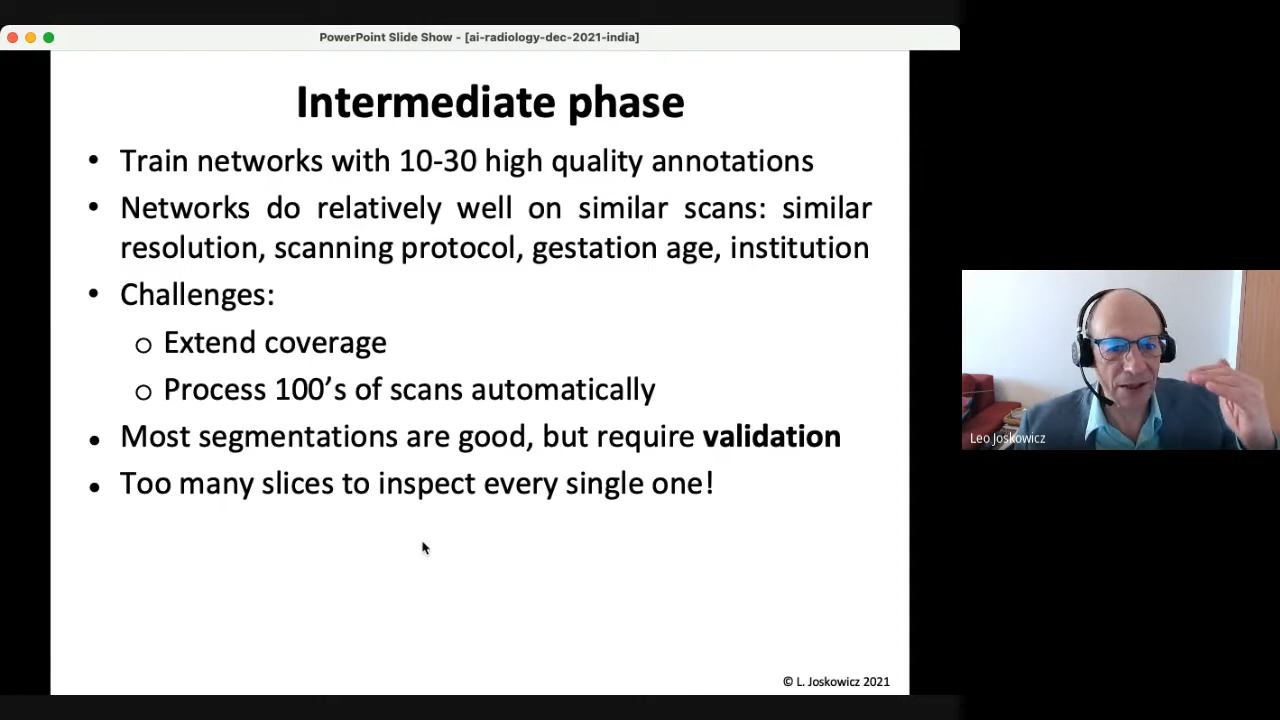 PowerPoint Slide Show - [ai-radiology-dec-2021-india]
Intermediate phase
• Train networks with 10-30 high quality annotations
• Networks do relatively well on similar scans: similar
resolution, scanning protocol, gestation age, institution
• Challenges:
o Extend coverage
o Process 100’s of scans automatically
• Most segmentations are good, but require validation
• Too many slices to inspect every single one!
Leo Joskowicz
© L. Joskowicz 2021